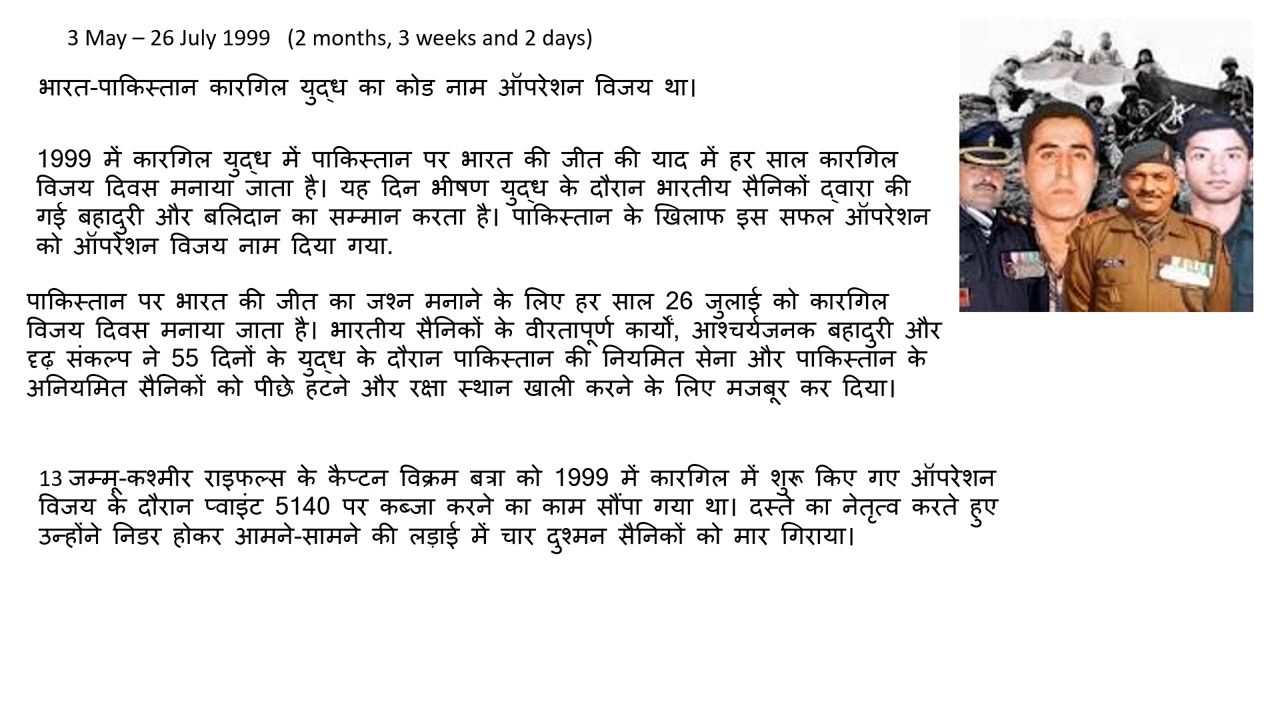 3 May – 26 July 1999 (2 months, 3 weeks and 2 days)
भारत-पाकिस्तान कारगिल युद्ध का कोड नाम ऑपरेशन विजय था।
1999 में कारगिल युद्ध में पाकिस्तान पर भारत की जीत की याद में हर साल कारगिल
विजय दिवस मनाया जाता है। यह दिन भीषण युद्ध के दौरान भारतीय सैनिकों द्वारा की
गई बहादुरी और बलिदान का सम्मान करता है। पाकिस्तान के खिलाफ इस सफल ऑपरेशन
को ऑपरेशन विजय नाम दिया गया.
पाकिस्तान पर भारत की जीत का जश्न मनाने के लिए हर साल 26 जुलाई को कारगिल
विजय दिवस मनाया जाता है। भारतीय सैनिकों के वीरतापूर्ण कार्यों, आश्चर्यजनक बहादुरी और
दृढ़ संकल्प ने 55 दिनों के युद्ध के दौरान पाकिस्तान की नियमित सेना और पाकिस्तान के
अनियमित सैनिकों को पीछे हटने और रक्षा स्थान खाली करने के लिए मजबूर कर दिया।
13 जम्मू-कश्मीर राइफल्स के कैप्टन विक्रम बत्रा को 1999 में कारगिल में शुरू किए गए ऑपरेशन
विजय के दौरान प्वाइंट 5140 पर कब्जा करने का काम सौंपा गया था। दस्ते का नेतृत्व करते हुए
उन्होंने निडर होकर आमने-सामने की लड़ाई में चार दुश्मन सैनिकों को मार गिराया।